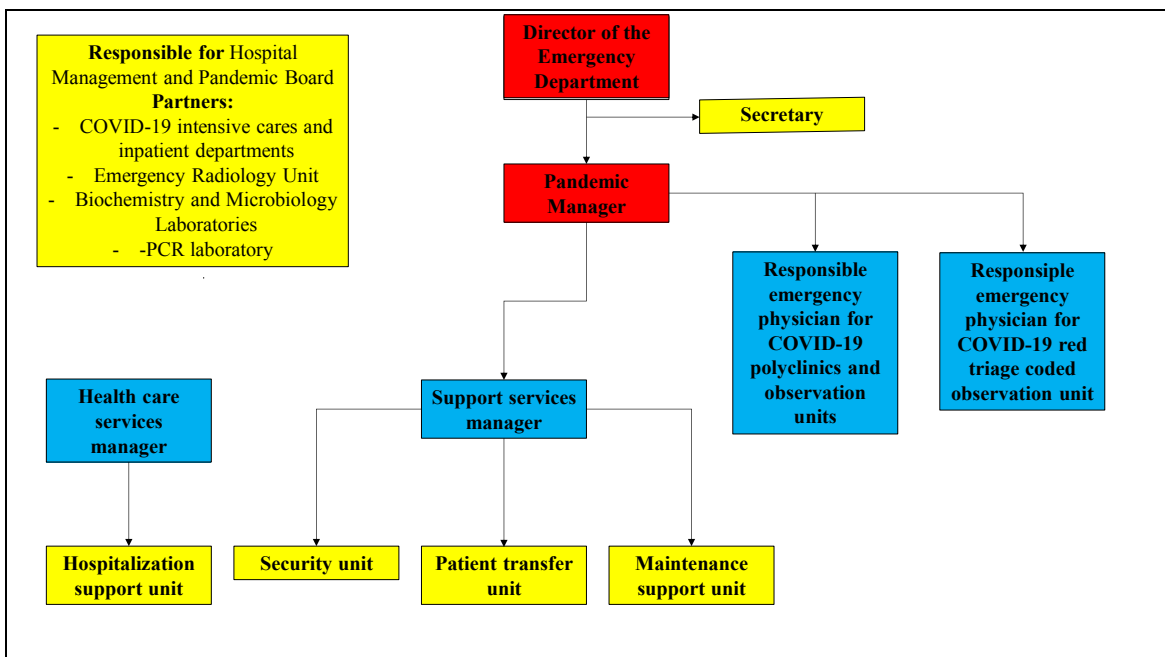 Responsible for Hospital
Management and Pandemic Board
Partners:
- COVID-19 intensive cares and
inpatient departments
- Emergency Radiology Unit
- Biochemistry and Microbiology
Laboratories
- -PCR laboratory
.
Director of the
Emergency
Department
Secretary
Pandemic
Manager
Responsible
emergency
physician for
COVID-19
polyclinics and
observation
units
Responsiple
emergency
physician for
COVID-19 red
triage coded
observation unit
Health care
services
manager
Support services
manager
Hospitalization
support unit
Security unit
Patient transfer
unit
Maintenance
support unit